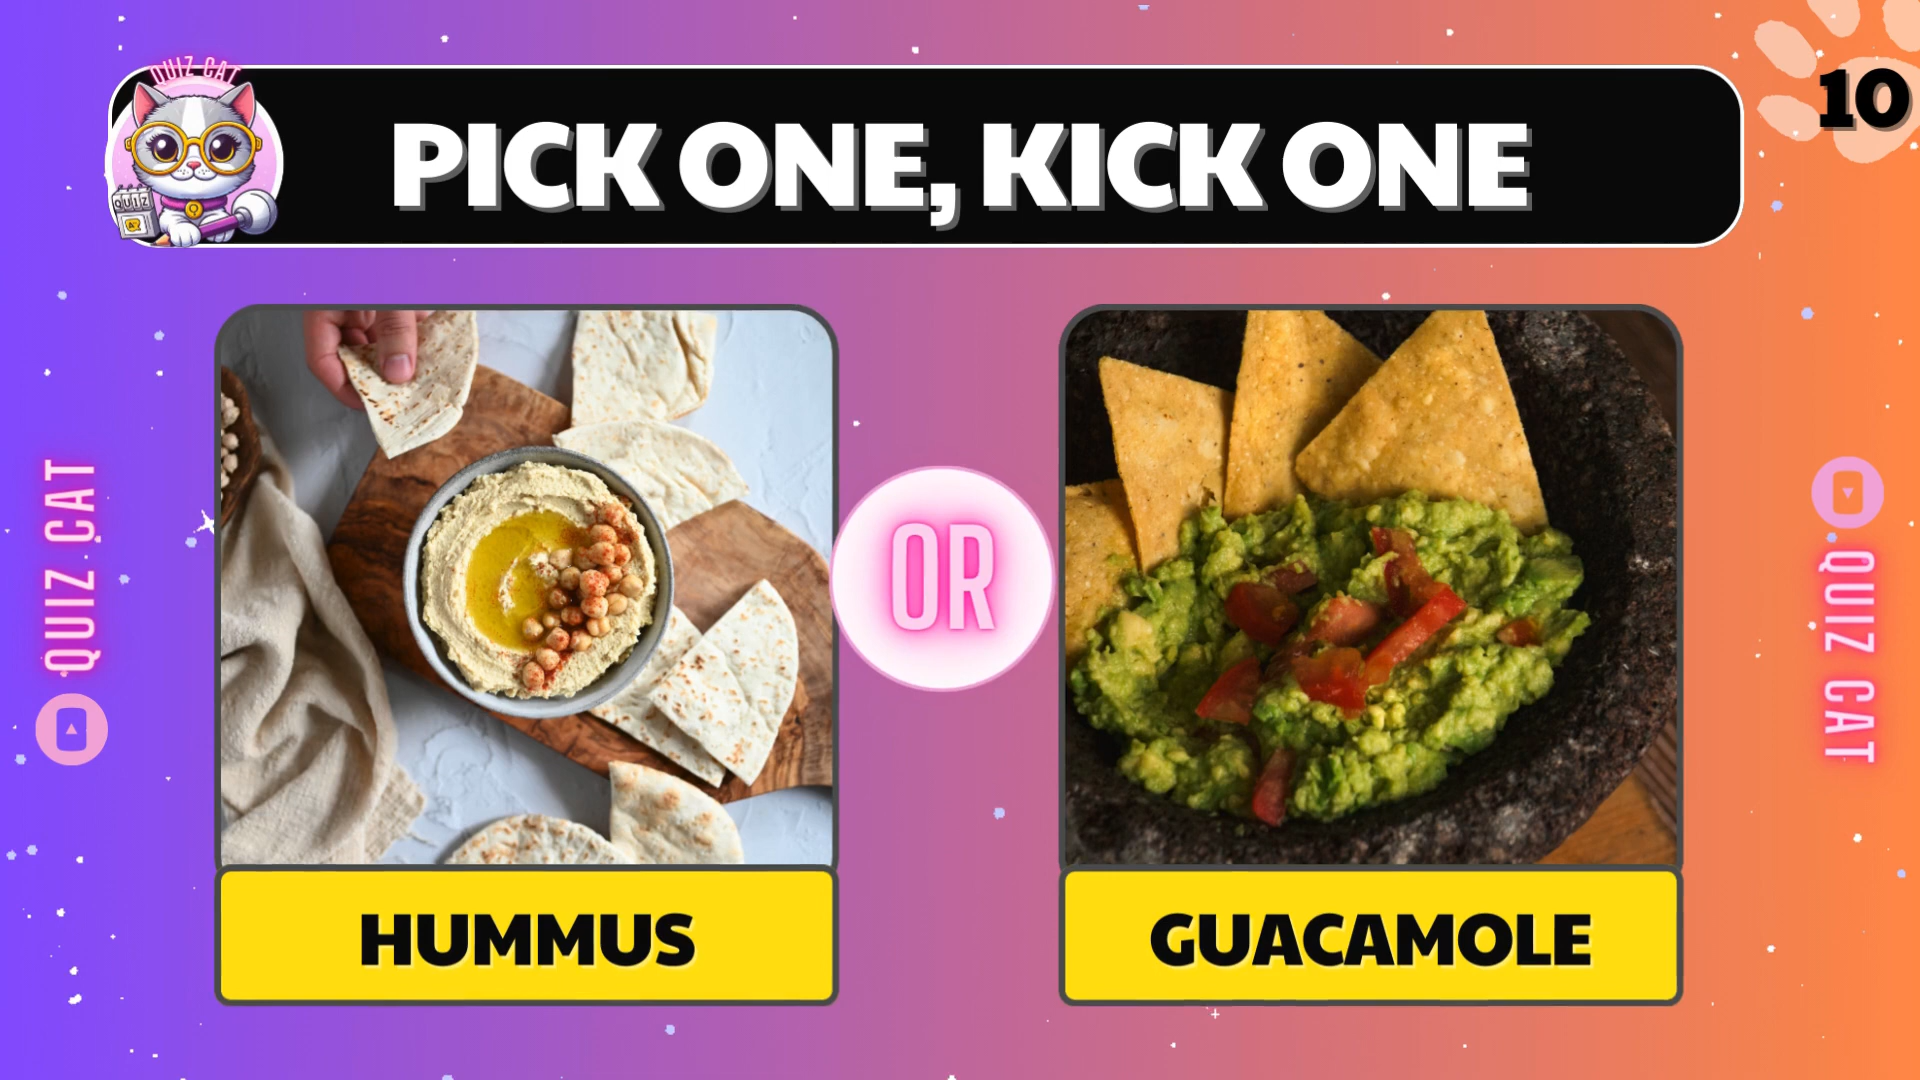 QUIZ CAT
PICK ONE, KICK ONE
10
QUIZ
QUIZ CAT
OR
QUIZ CAT
HUMMUS
GUACAMOLE